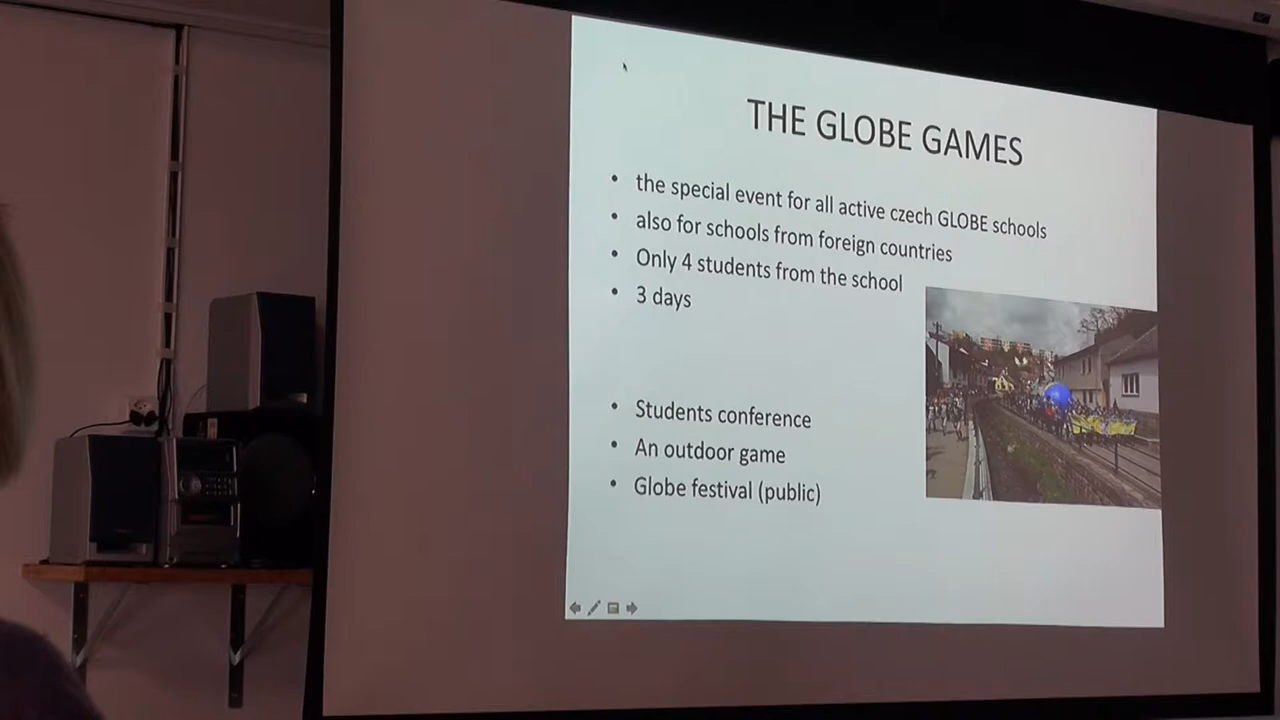 THE GLOBE GAMES
• the special event for all active czech GLOBE schools
• also for schools from foreign countries
• Only 4 students from the school
• 3 days
• Students conference
• An outdoor game
• Globe festival (public)